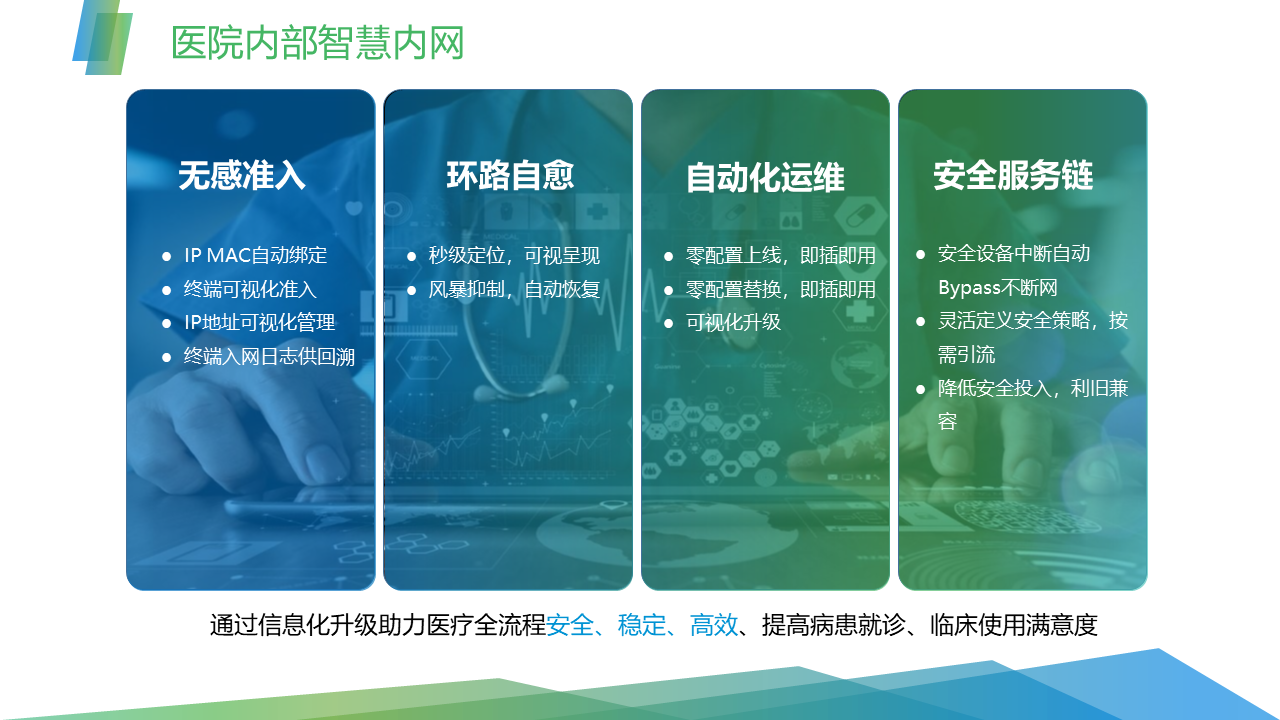 医院内部智慧内网
无感准入
IP MAC自动绑定
终端可视化准入
IP地址可视化管理
终端入网日志供回溯
环路自愈
秒级定位，可视呈现
风暴抑制，自动恢复
自动化运维
零配置上线，即插即用
零配置替换，即插即用
可视化升级
安全服务链
安全设备中断自动
Bypass不断网
灵活定义安全策略，按
需引流
降低安全投入，利旧兼
容
通过信息化升级助力医疗全流程安全、稳定、高效、提高病患就诊、临床使用满意度